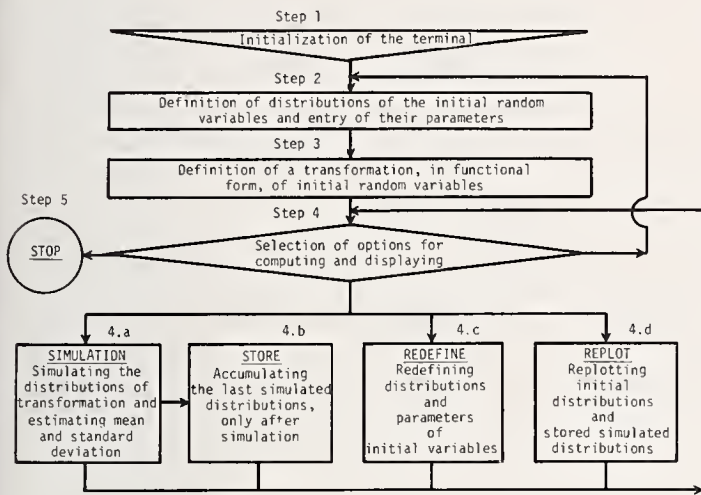 Step 1
Initialization of the terminal
Step 2
Definition of distributions of the initial random
variables and entry of their parameters
Step 3
Definition of a transformation, in functional
form, of initial random variables
Step 5
Step 4
STOP
Selection of options for
computing and displaying
4.a
SIMULATION
Simulating the
distributions of
transformation and
estimating mean
and standard
deviation
4.b
STORE
Accumulating
the last simulated
distributions,
only after
simulation
4.c
REDEFINE
Redefining
distributions
and
parameters
of
initial variables
4.d
REPLOT
Replotting
initial
distributions
and
stored simulated
distributions